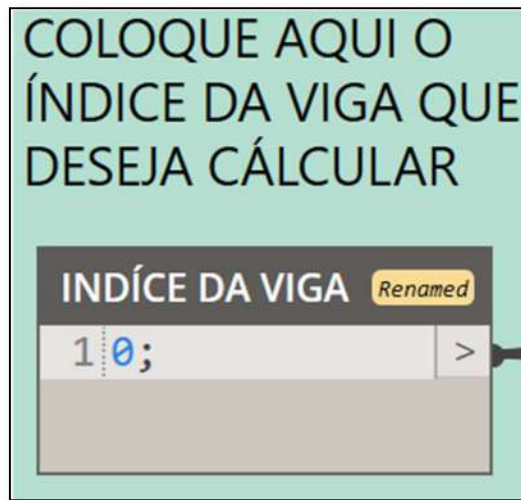 COLOQUE AQUI O
ÍNDICE DA VIGA QUE
DESEJA CÁLCULAR
INDÍCE DA VIGA Renamed
1 0; >